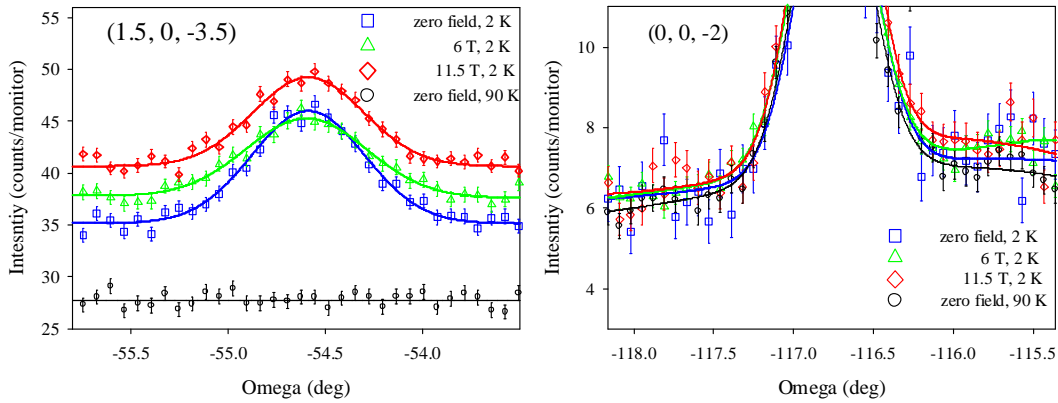 (1.5, 0, -3.5)
zero field, 2 K
6 T, 2 K
11.5 T, 2 K
zero field, 90 K
55
50
45
40
35
30
25
Intesntiy (counts/monitor)
-55.5 -55.0 -54.5 -54.0
Omega (deg)
(0, 0, -2)
10
8
6
4
Intesntiy (counts/monitor)
zero field, 2 K
6 T, 2 K
11.5 T, 2 K
zero field, 90 K
-118.0 -117.5 -117.0 -116.5 -116.0 -115.5
Omega (deg)